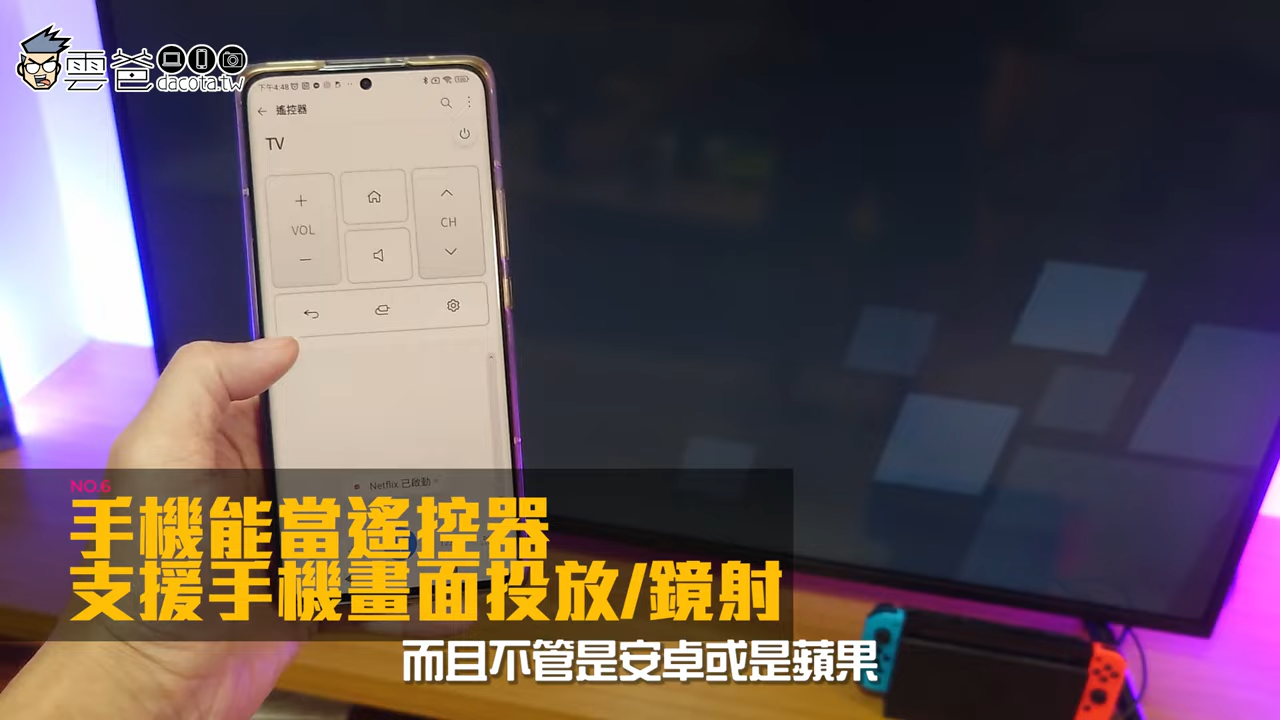 雲爸
dacota.tw
下午4:48
遙控器
TV
VOL
CH
Netflix 已啟動
NO.6
手機能當遙控器
支援手機畫面投放/鏡射
而且不管是安卓或是蘋果